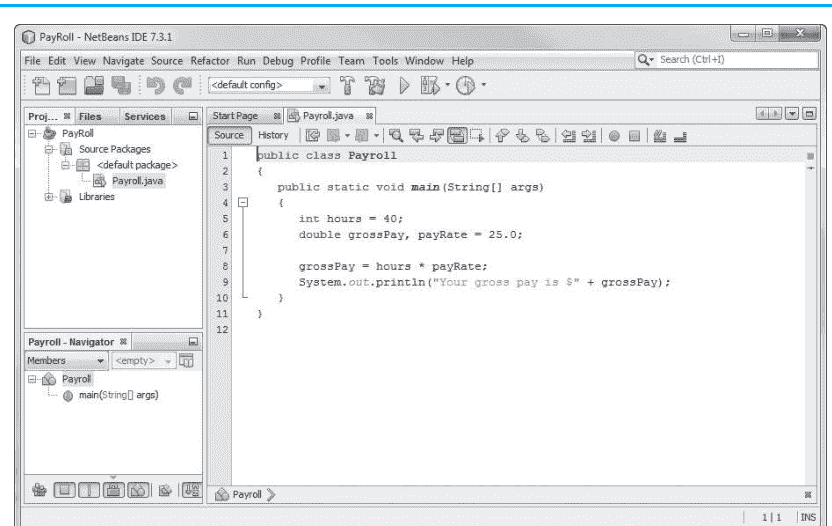 PayRoll - NetBeans IDE 7.3.1
File Edit View Navigate Source Refactor Run Debug Profile Team Tools Window Help
Search (Ctrl+I)
<default config>
Proj... Files Services
PayRoll
Source Packages
<default package>
Payroll.java
Libraries
Start Page Payroll.java
Source History
1 public class Payroll
2 {
3 public static void main(String[] args)
4 {
5 int hours = 40;
6 double grossPay, payRate = 25.0;
7
8 grossPay = hours * payRate;
9 System.out.println("Your gross pay is $" + grossPay);
10 }
11 }
12
Payroll - Navigator
Members <empty>
Payroll
main(String[] args)
Payroll
1|1 INS